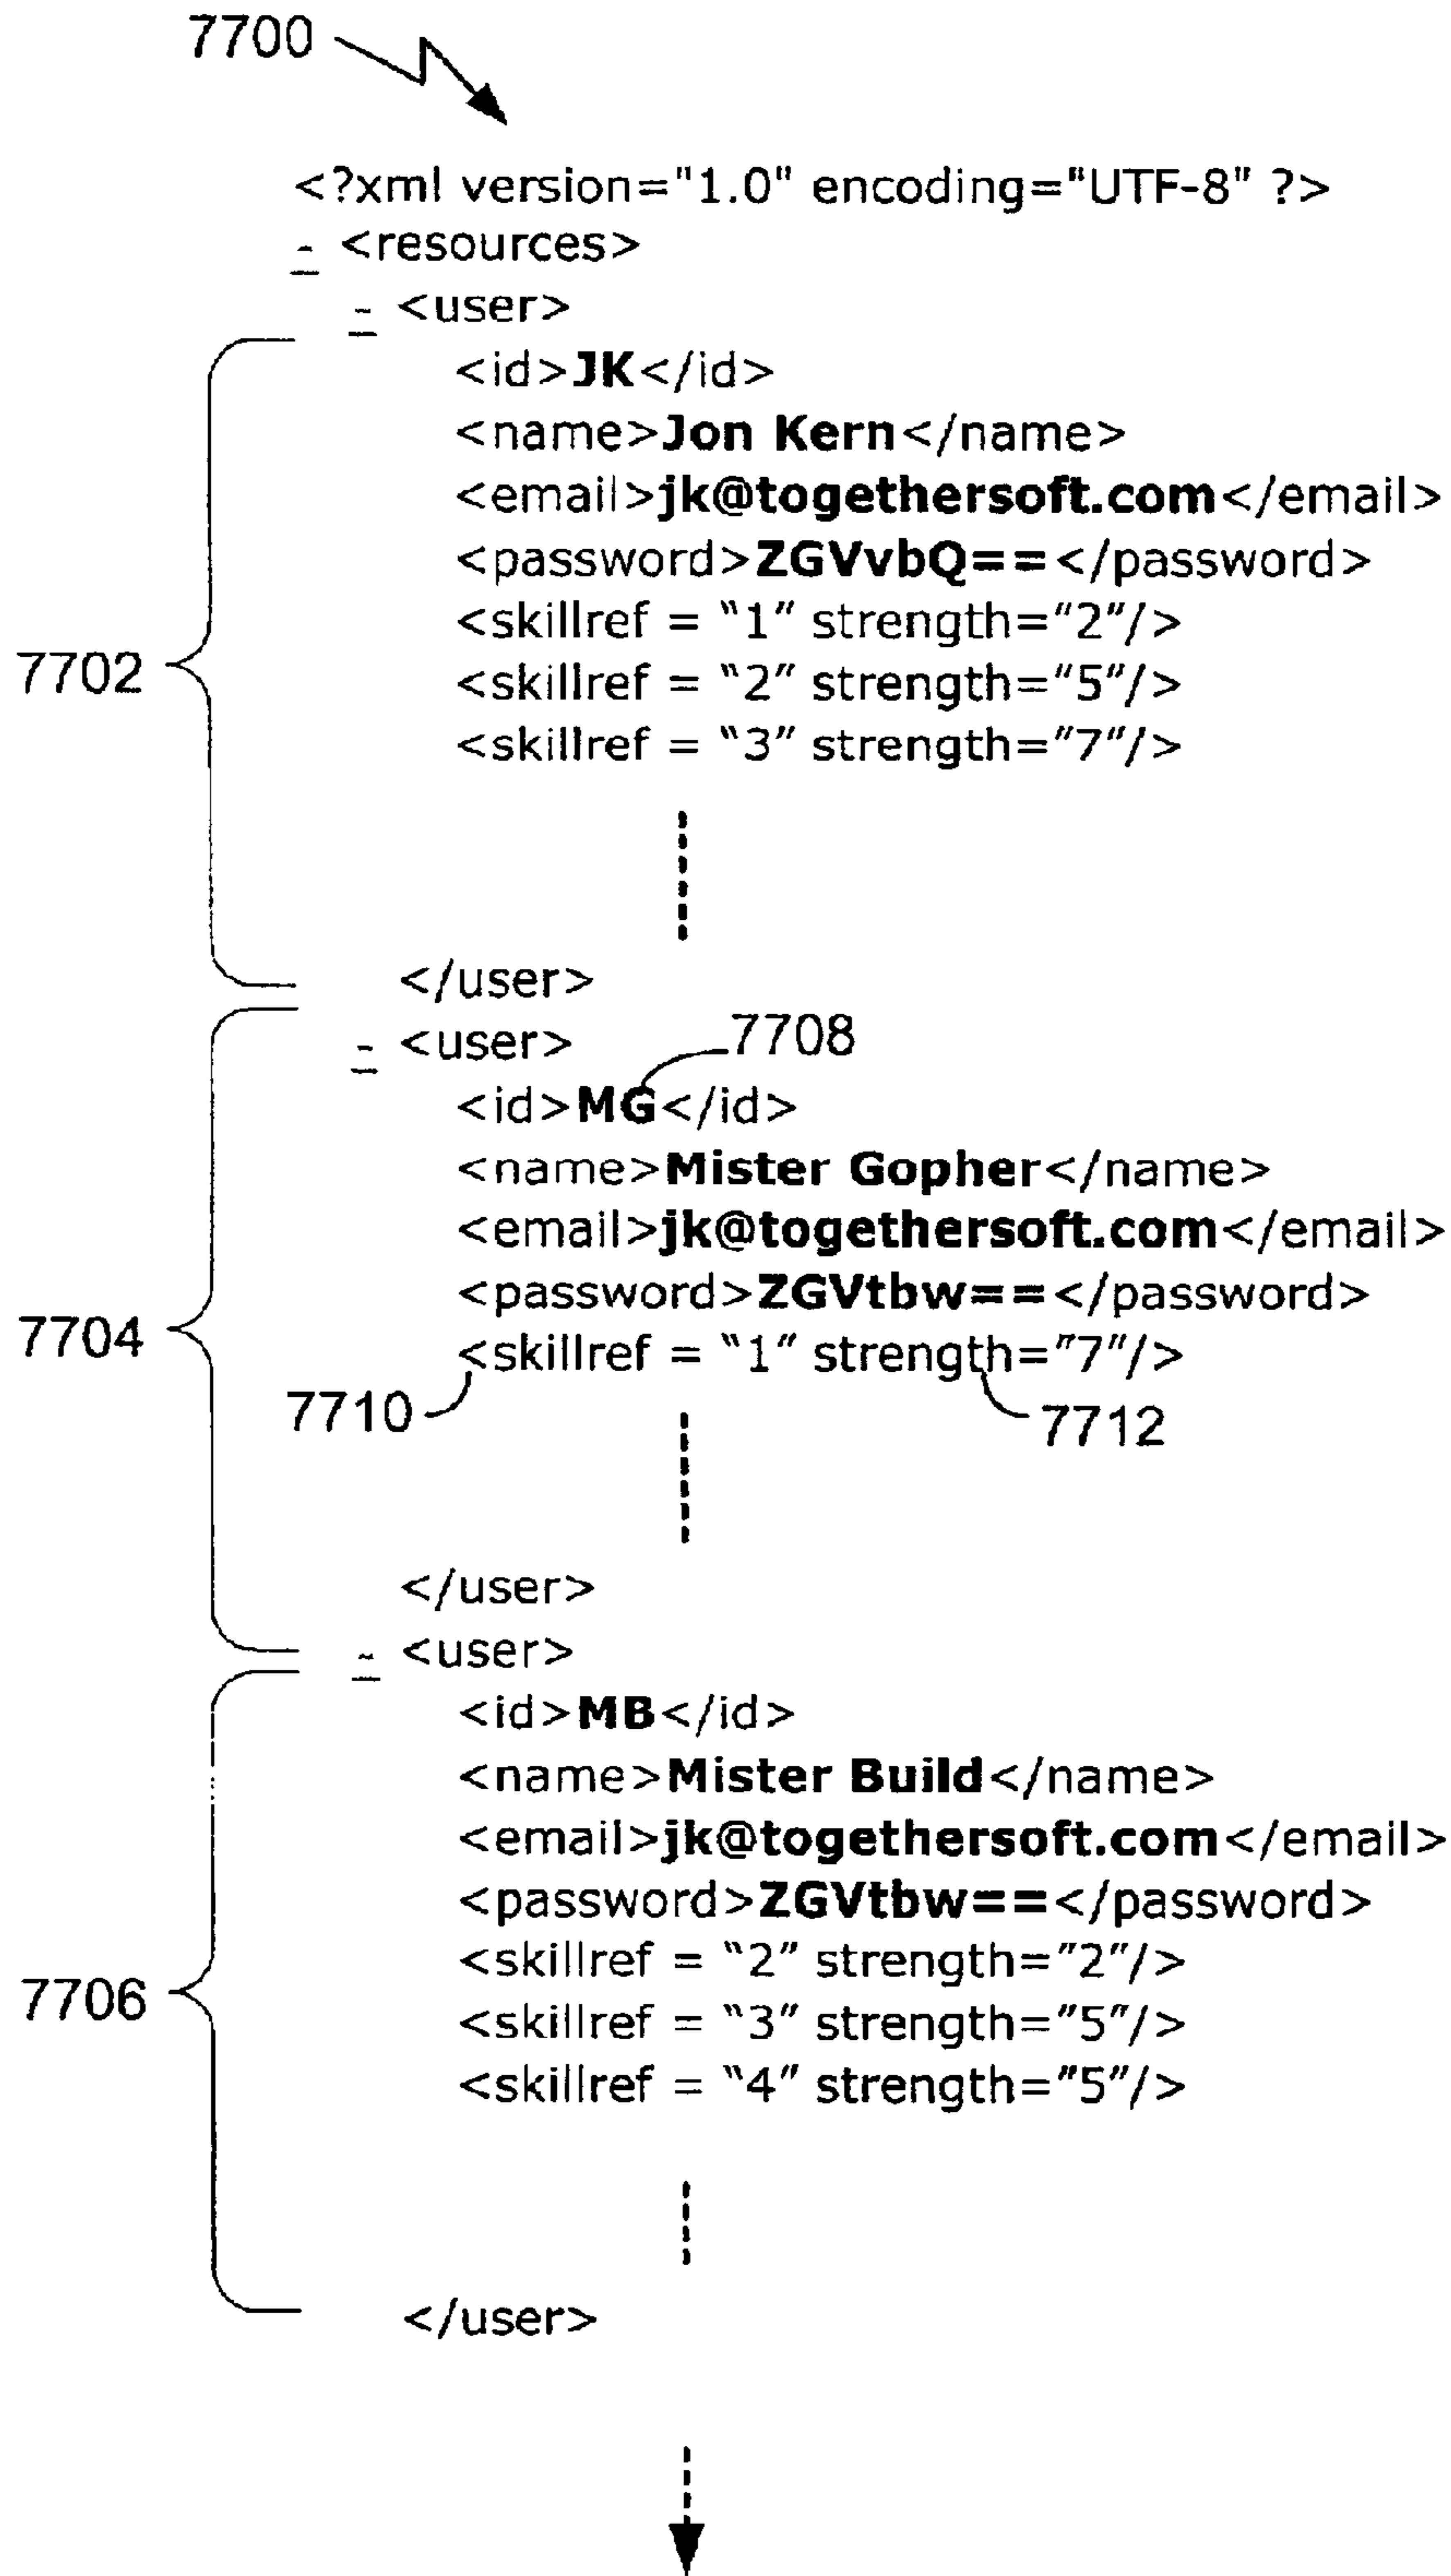 7700
<?xml version="1.0" encoding="UTF-8" ?>
- <resources>
- <user>
<id>JK</id>
<name>Jon Kern</name>
<email>jk@togethersoft.com</email>
<password>ZGVvbQ==</password>
<skillref = "1" strength="2"/>
<skillref = "2" strength="5"/>
7702
<skillref = "3" strength="7"/>
</user>
- <user>
7708
<id>MG</id>
<name>Mister Gopher</name>
<email>jk@togethersoft.com</email>
<password>ZGVtbw==</password>
7704
<skillref = "1" strength="7"/>
7710
7712
</user>
- <user>
<id>MB</id>
<name>Mister Build</name>
<email>jk@togethersoft.com</email>
<password>ZGVtbw==</password>
<skillref = "2" strength="2"/>
7706
<skillref = "3" strength="5"/>
<skillref = "4" strength="5"/>
</user>